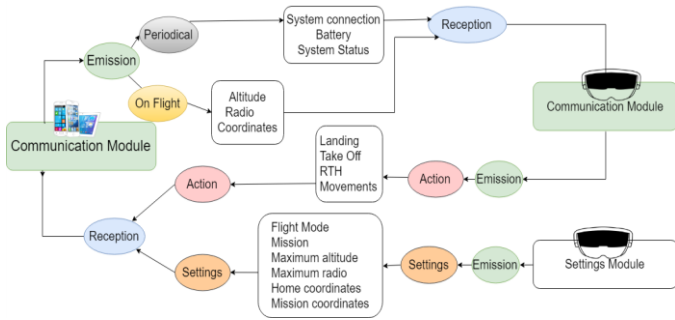 System connection
Battery
System Status
Periodical
Reception
Emission
On Flight
Altitude
Radio
Coordinates
Communication Module
Communication Module
Landing
Take Off
RTH
Movements
Action
Action
Emission
Reception
Flight Mode
Mission
Maximum altitude
Maximum radio
Home coordinates
Mission coordinates
Settings
Settings
Emission
Settings Module